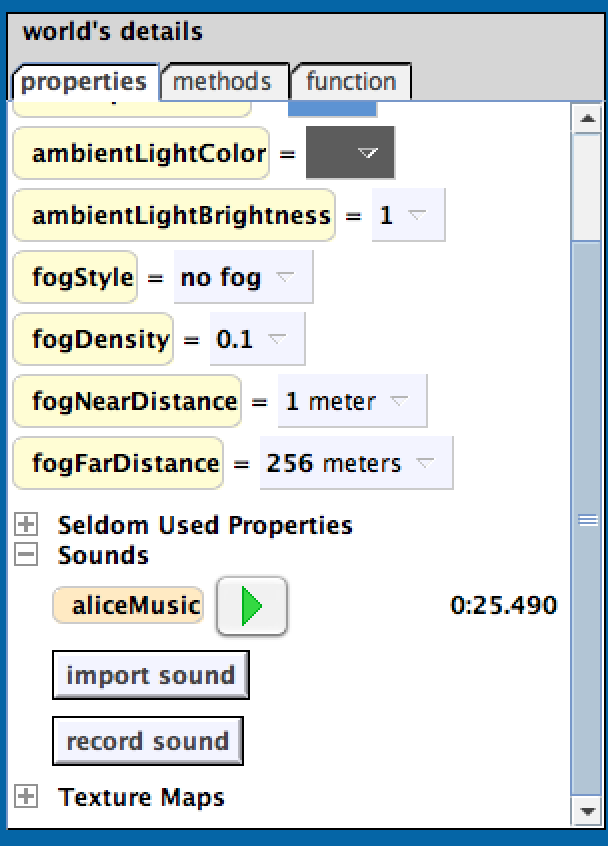 world's details
properties methods function
ambientLightColor =
ambientLightBrightness = 1
fogStyle = no fog
fogDensity = 0.1
fogNearDistance = 1 meter
fogFarDistance = 256 meters
Seldom Used Properties
Sounds
aliceMusic 0:25.490
import sound
record sound
Texture Maps